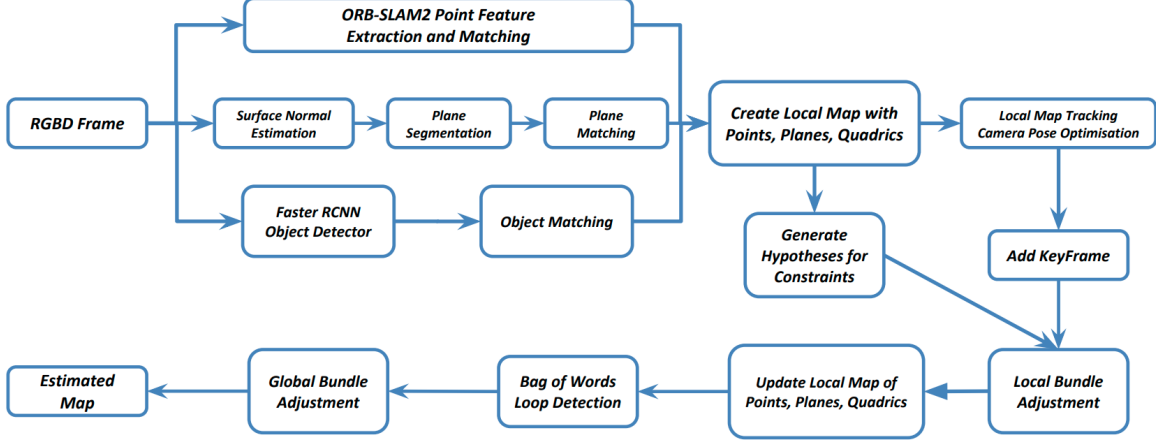 ORB-SLAM2 Point Feature
Extraction and Matching
RGBD Frame
Surface Normal
Estimation
Plane
Segmentation
Plane
Matching
Create Local Map with
Points, Planes, Quadrics
Local Map Tracking
Camera Pose Optimisation
Faster RCNN
Object Detector
Object Matching
Generate
Hypotheses for
Constraints
Add KeyFrame
Estimated
Map
Global Bundle
Adjustment
Bag of Words
Loop Detection
Update Local Map of
Points, Planes, Quadrics
Local Bundle
Adjustment